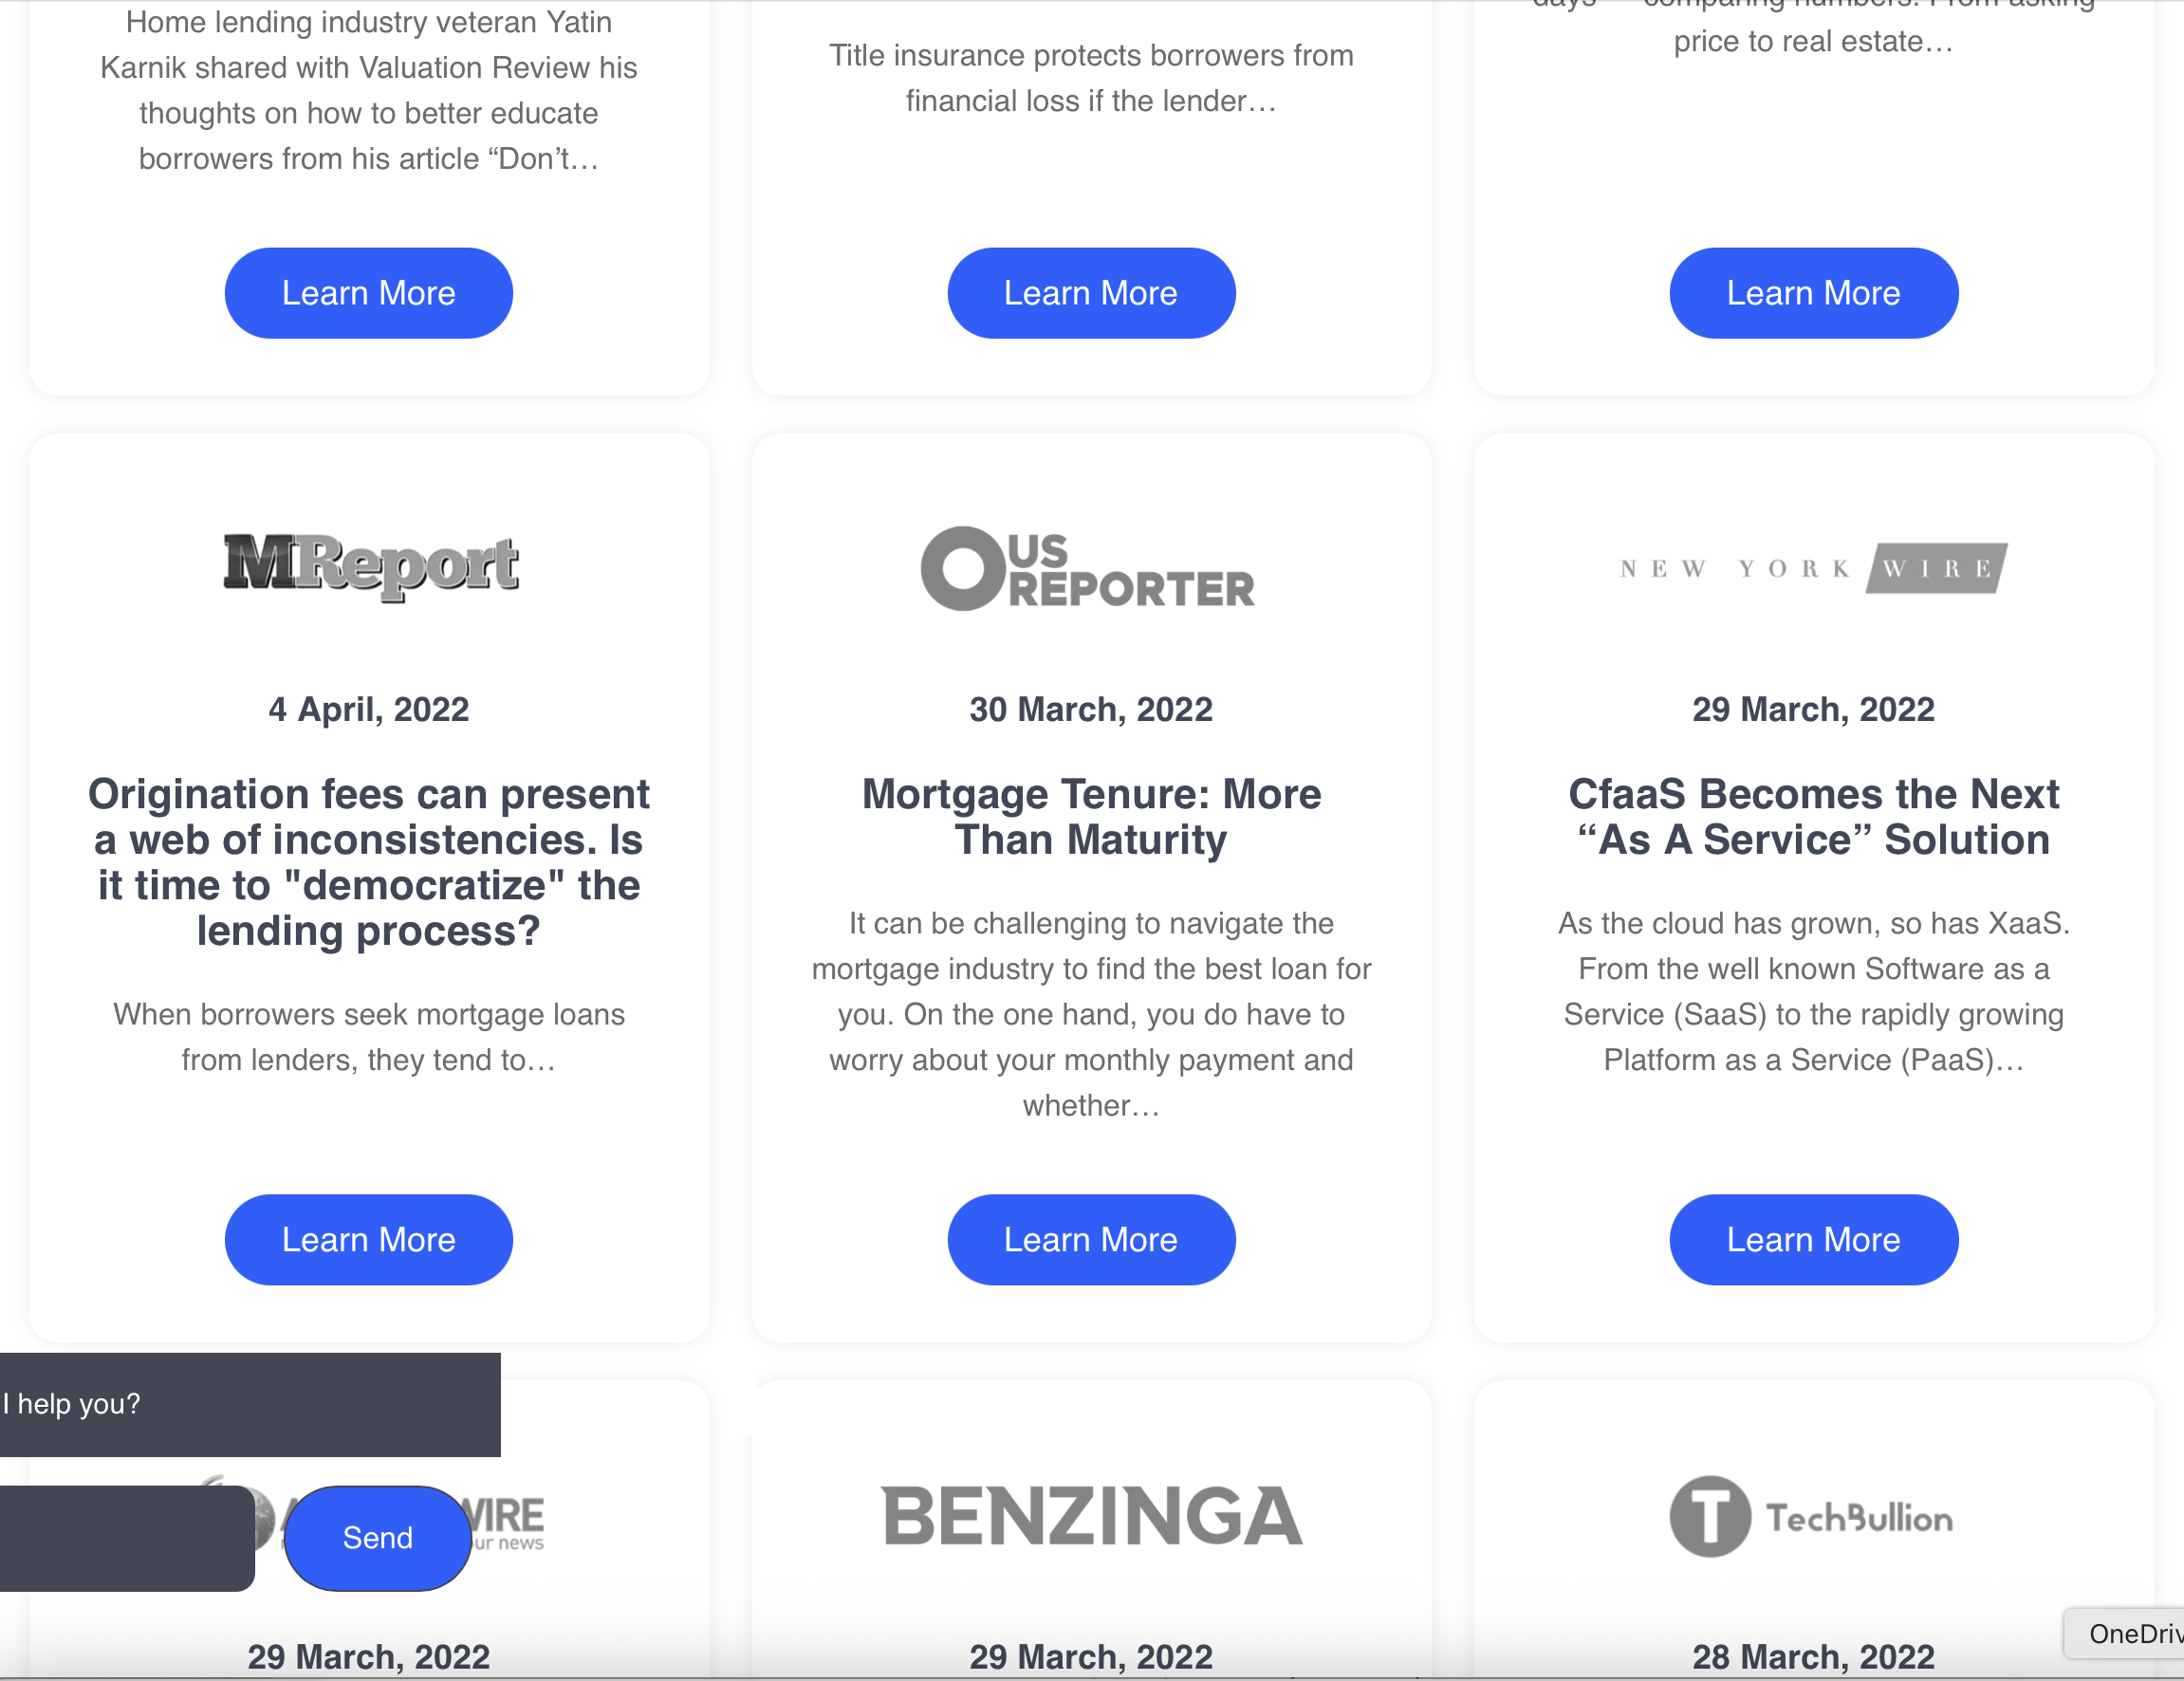 Home lending industry veteran Yatin
Karnik shared with Valuation Review his
thoughts on how to better educate
borrowers from his article “Don’t…
Learn More
Title insurance protects borrowers from
financial loss if the lender…
Learn More
days comparing numbers. From asking
price to real estate…
Learn More
MReport
4 April, 2022
Origination fees can present
a web of inconsistencies. Is
it time to "democratize" the
lending process?
When borrowers seek mortgage loans
from lenders, they tend to…
Learn More
US
REPORTER
30 March, 2022
Mortgage Tenure: More
Than Maturity
It can be challenging to navigate the
mortgage industry to find the best loan for
you. On the one hand, you do have to
worry about your monthly payment and
whether…
Learn More
NEW YORK WIRE
29 March, 2022
CfaaS Becomes the Next
“As A Service” Solution
As the cloud has grown, so has XaaS.
From the well known Software as a
Service (SaaS) to the rapidly growing
Platform as a Service (PaaS)…
Learn More
I help you?
Send
WIRE
ur news
29 March, 2022
BENZINGA
29 March, 2022
TechBullion
28 March, 2022
OneDriv